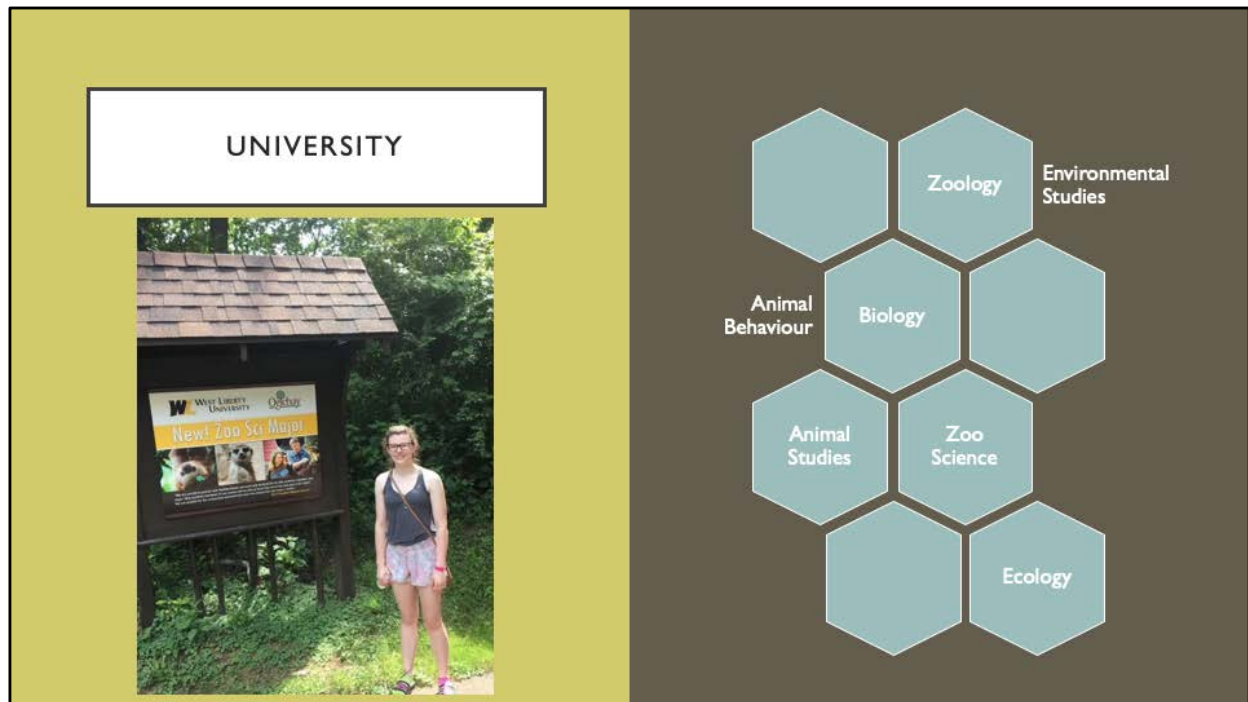 UNIVERSITY
WL WEST LIBERTY
UNIVERSITY
Oglebay
New! Zoo Sci Major
Zoology
Environmental
Studies
Animal
Behaviour
Biology
Animal
Studies
Zoo
Science
Ecology